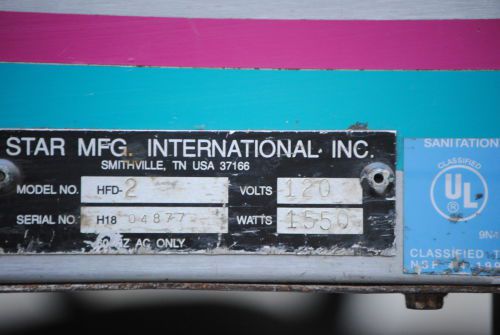 STAR MFG. INTERNATIONAL INC.
SMITHVILLE, TN USA 37166
MODEL NO. HFD-2 VOLTS 120
SERIAL NO. H18 WATTS 1550
AC ONLY
SANITATION
CLASSIFIED
UL
®
CLASSIFIED